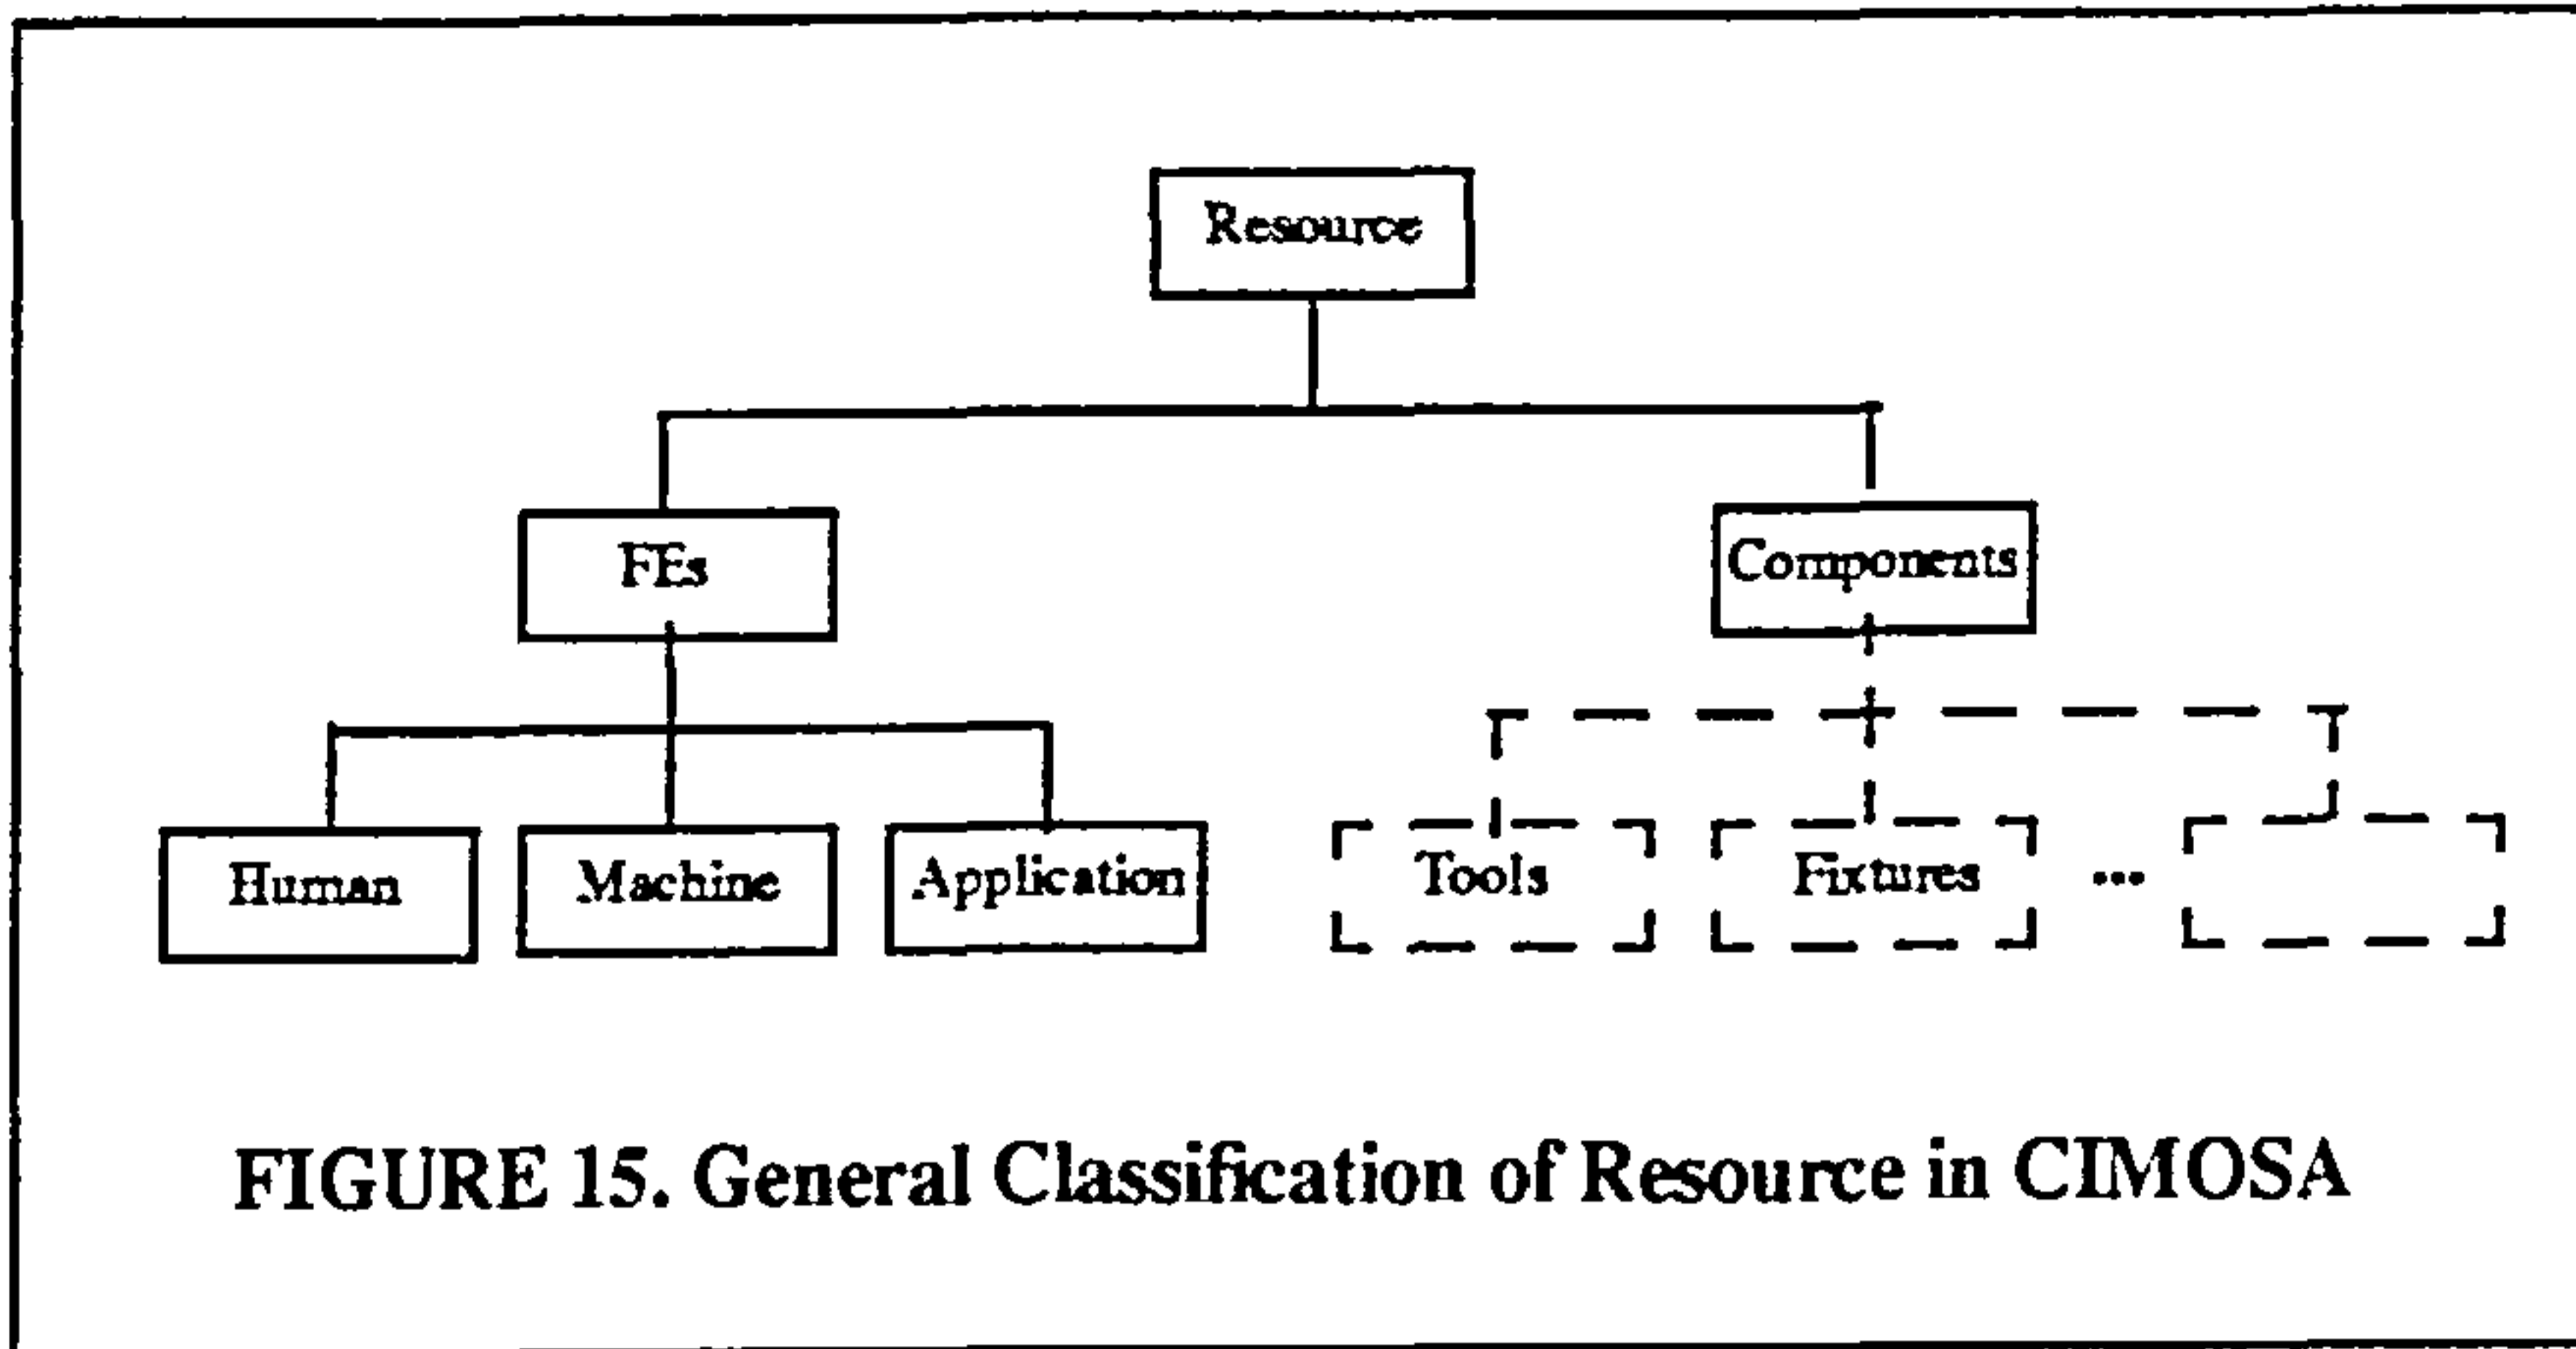 Resource
FEs
Components
Human
Machine
Application
Tools
Fixtures
...
FIGURE 15. General Classification of Resource in CIMOSA